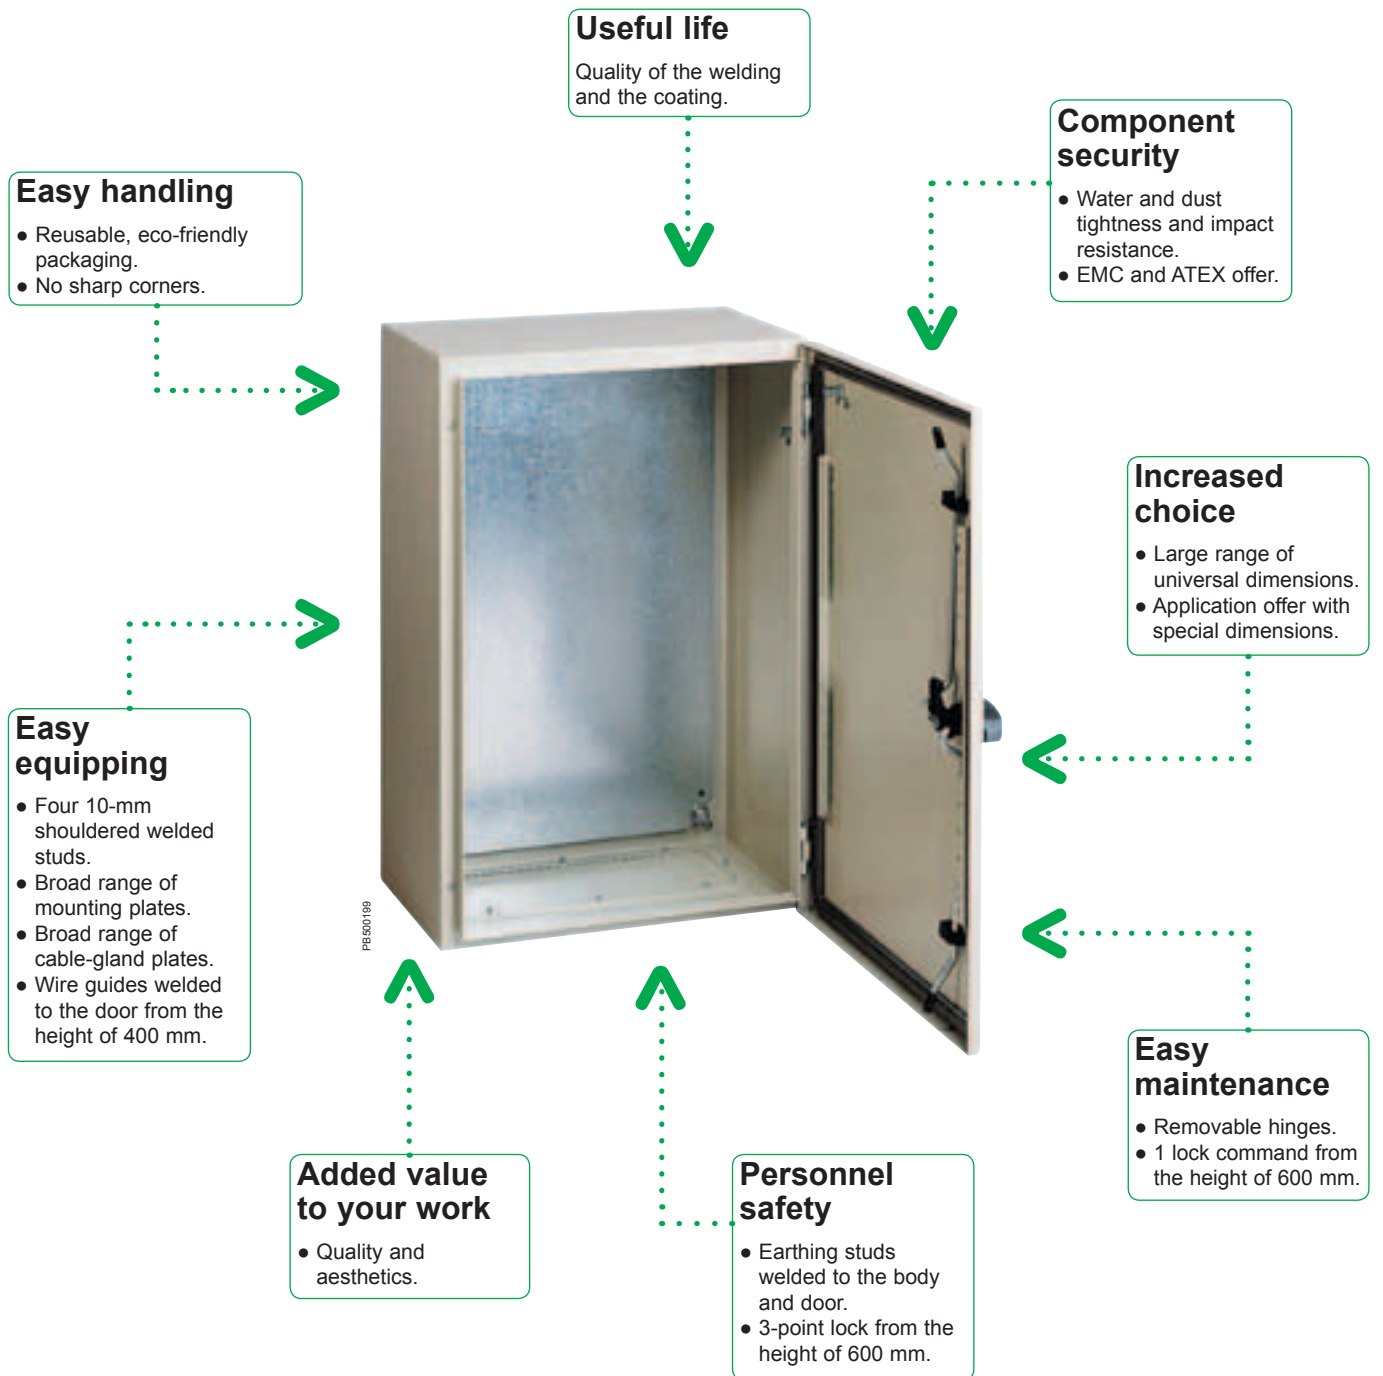 Useful life
Quality of the welding
and the coating.
Component
security
● Water and dust
tightness and impact
resistance.
● EMC and ATEX offer.
Easy handling
● Reusable, eco-friendly
packaging.
● No sharp corners.
Increased
choice
● Large range of
universal dimensions.
● Application offer with
special dimensions.
Easy
equipping
● Four 10-mm
shouldered welded
studs.
● Broad range of
mounting plates.
● Broad range of
cable-gland plates.
● Wire guides welded
to the door from the
height of 400 mm.
PB500199
Easy
maintenance
● Removable hinges.
● 1 lock command from
the height of 600 mm.
Added value
to your work
● Quality and
aesthetics.
Personnel
safety
● Earthing studs
welded to the body
and door.
● 3-point lock from the
height of 600 mm.